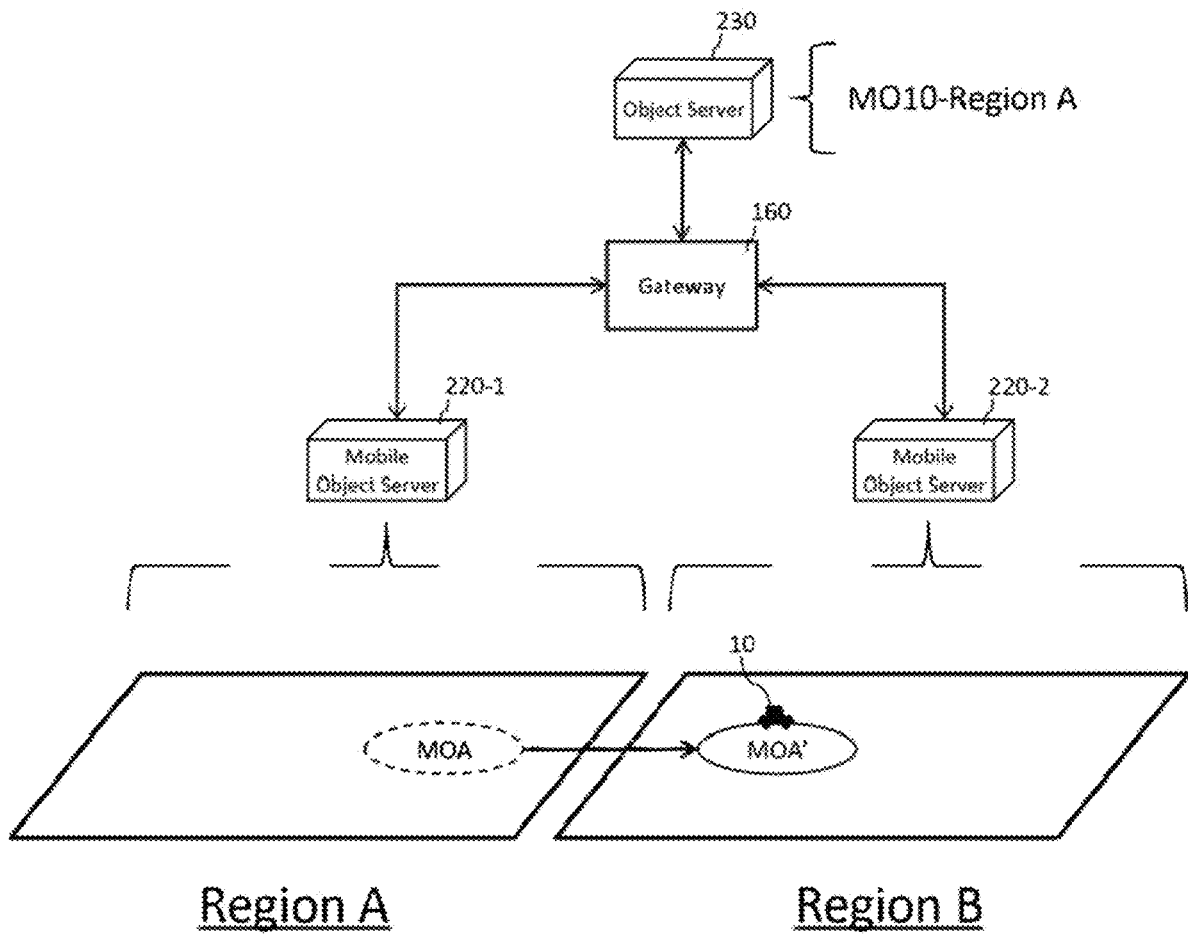 230
Object Server
MO10-Region A
160
Gateway
220-1
220-2
Mobile
Object Server
Mobile
Object Server
10
MOA
MOA'
Region A
Region B